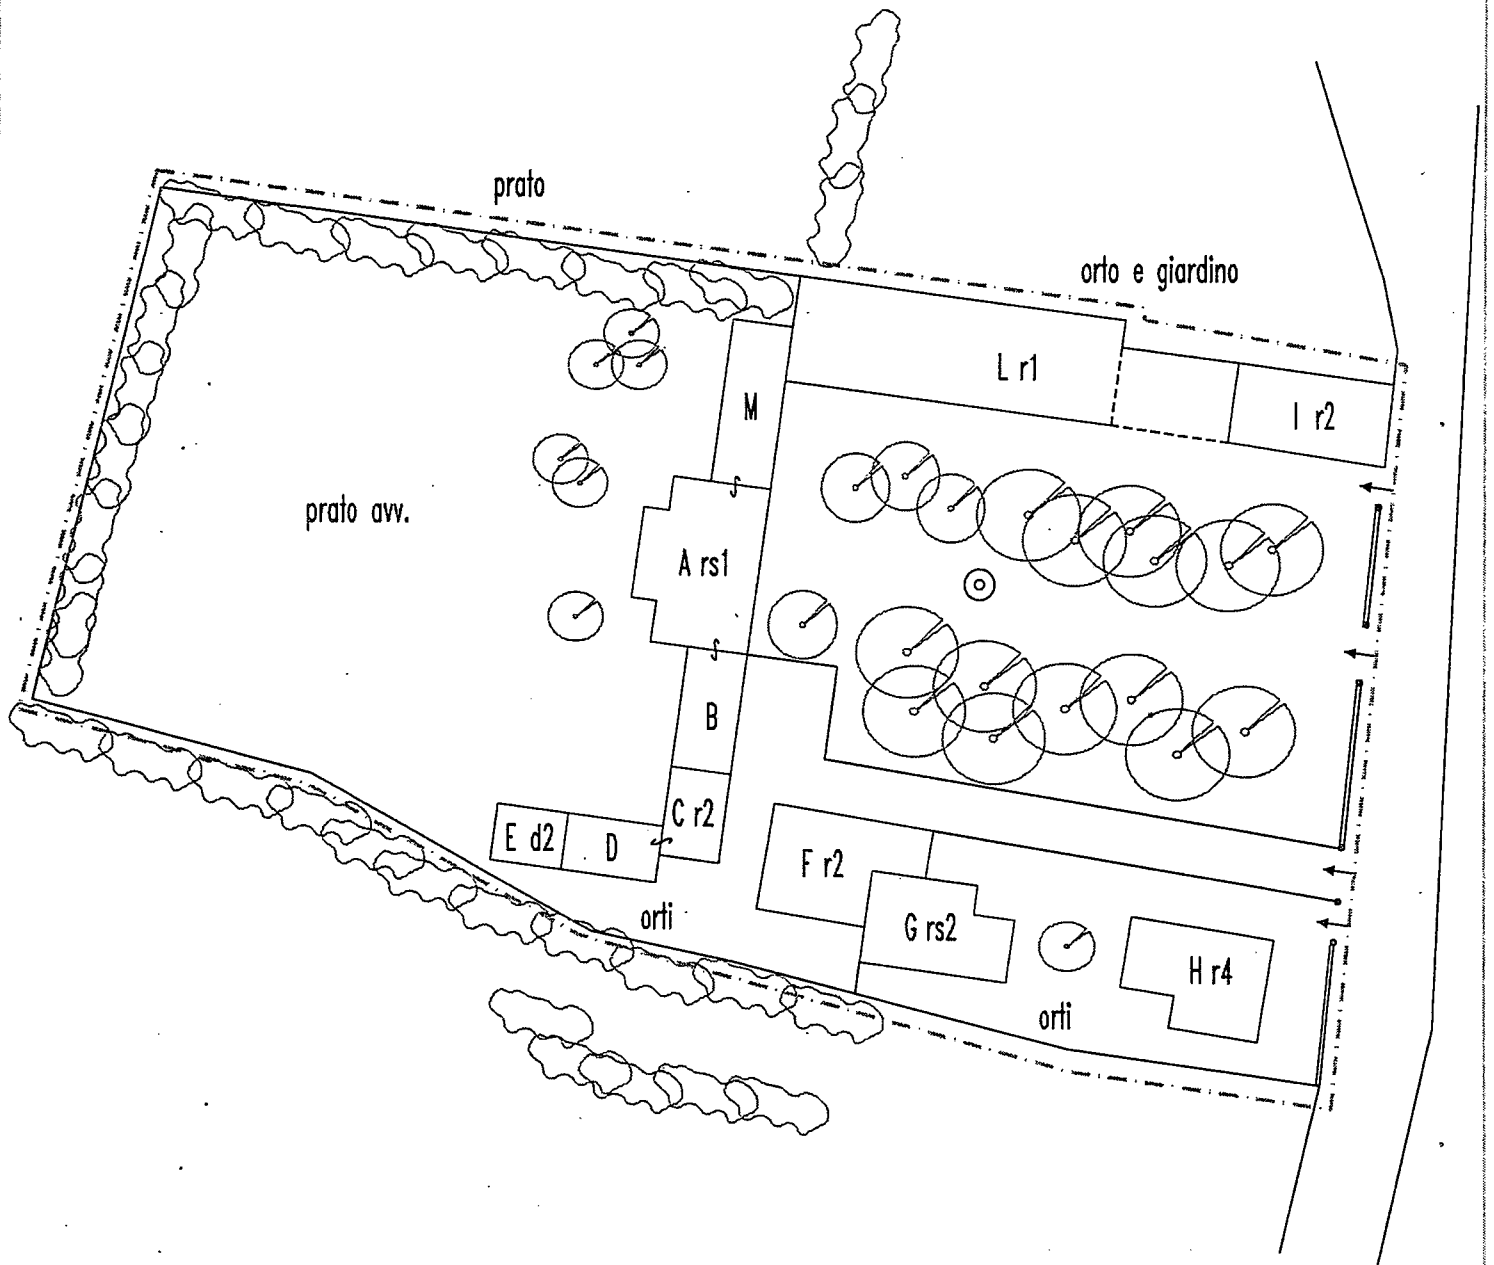 prato
orto e giardino
L r1
M
I r2
prato avv.
A rs1
B
C r2
E d2
D
F r2
orti
G rs2
H r4
orti